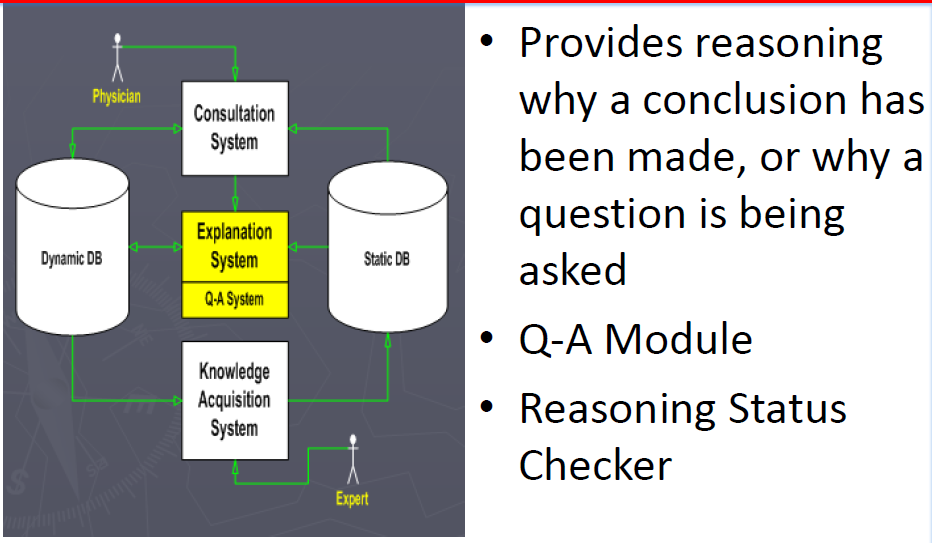 Physician
Consultation
System
Dynamic DB
Explanation
System
Q-A System
Static DB
Knowledge
Acquisition
System
Expert
• Provides reasoning
why a conclusion has
been made, or why a
question is being
asked
• Q-A Module
• Reasoning Status
Checker